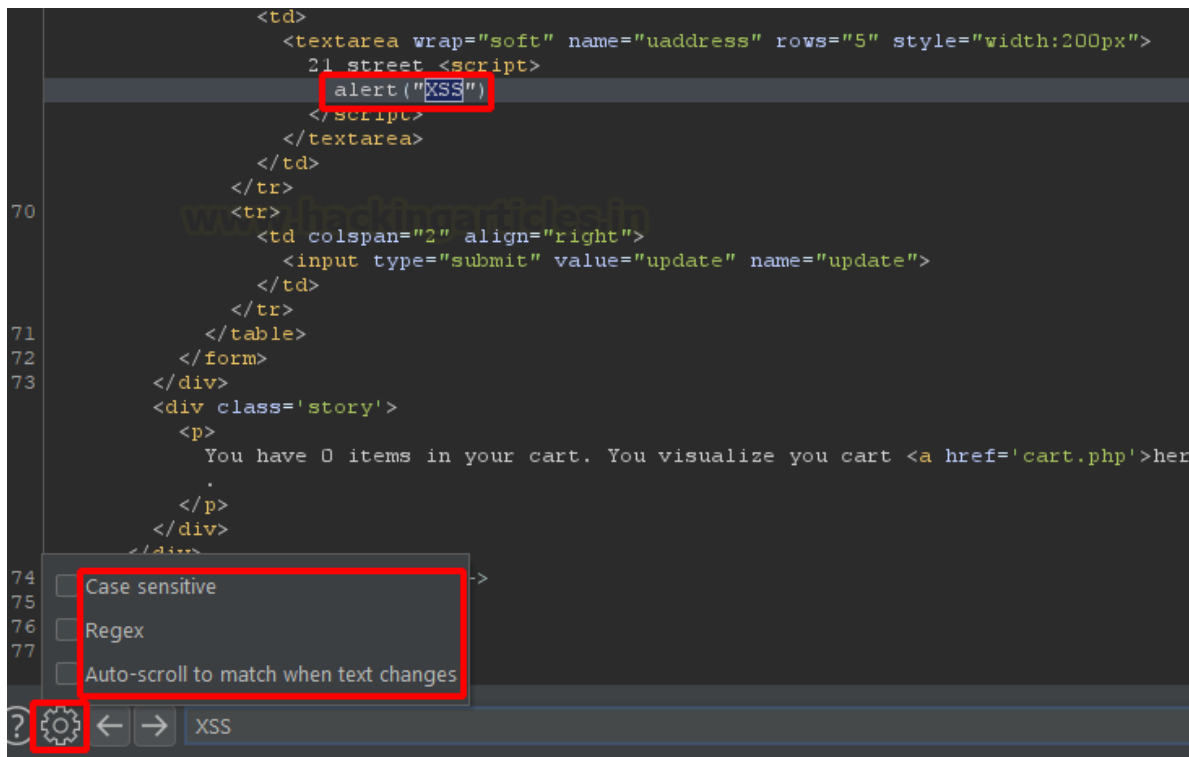 <td>
<textarea wrap="soft" name="uaddress" rows="5" style="width:200px">
21 street <script>
alert("XSS")
</script>
</textarea>
</td>
</tr>
70 <tr>
www.hackingarticles.in
<td colspan="2" align="right">
<input type="submit" value="update" name="update">
</td>
</tr>
71 </table>
72 </form>
73 </div>
<div class='story'>
<p>
You have 0 items in your cart. You visualize you cart <a href='cart.php'>her
.
</p>
</div>
</div>
74 Case sensitive ->
75
76 Regex
77
Auto-scroll to match when text changes
? XSS